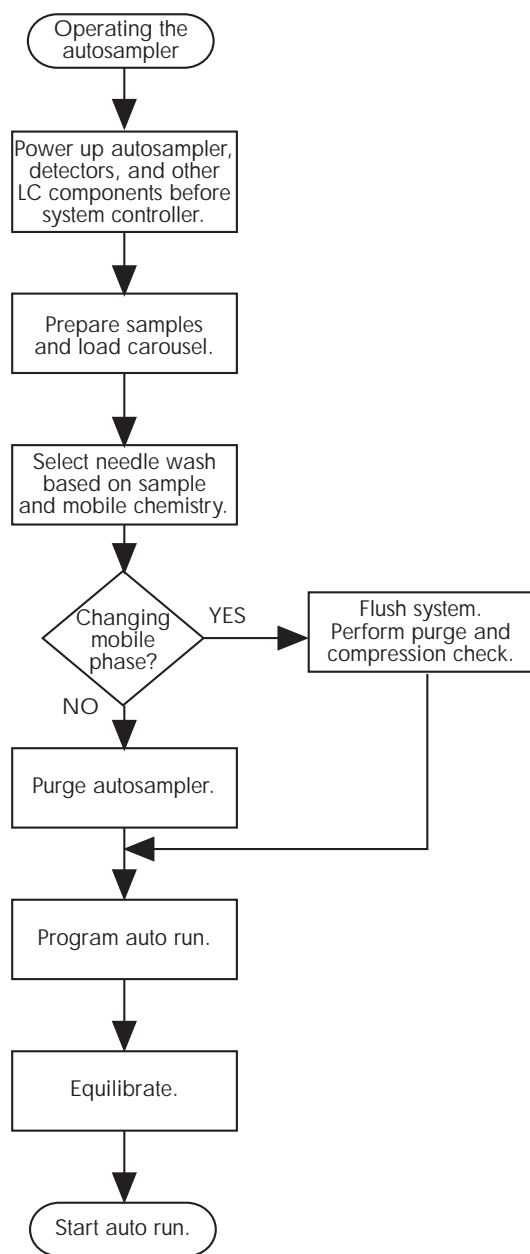 Operating the
autosampler
Power up autosampler,
detectors, and other
LC components before
system controller.
Prepare samples
and load carousel.
Select needle wash
based on sample
and mobile chemistry.
Changing
mobile
phase?
YES
Flush system.
Perform purge and
compression check.
NO
Purge autosampler.
Program auto run.
Equilibrate.
Start auto run.